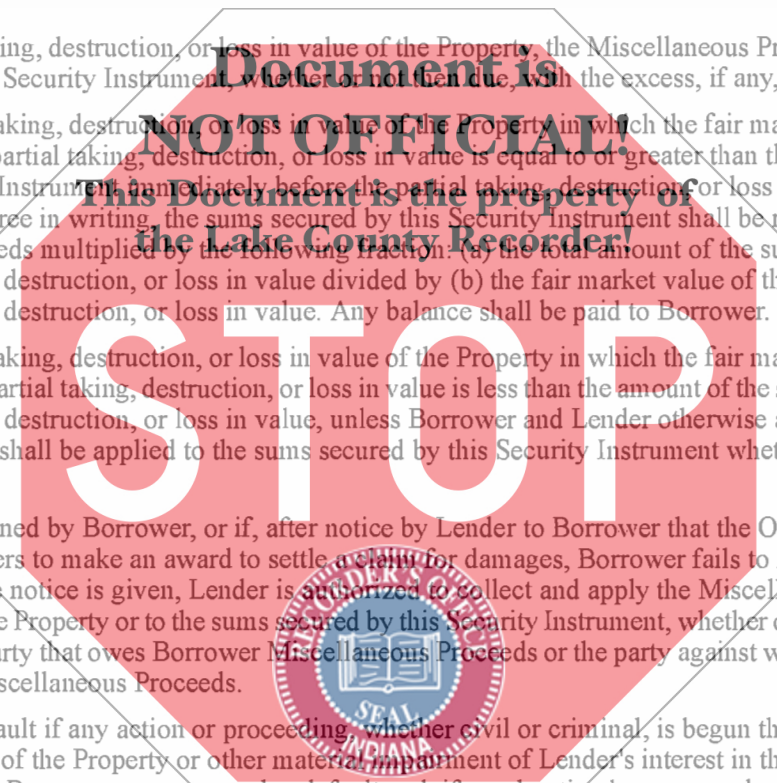 ing, destruction, or loss in value of the Property, the Miscellaneous Pr
Document is
Security Instrument, whether or not then due, with the excess, if any,
aking, destruction, or loss in value of the Property in which the fair ma
NOT OFFICIAL!
partial taking, destruction, or loss in value is equal to or greater than th
Instrument immediately before the partial taking, destruction, or loss
This Document is the property of
ree in writing, the sums secured by this Security Instrument shall be
the Lake County Recorder!
eds multiplied by the following fraction: (a) the total amount of the su
destruction, or loss in value divided by (b) the fair market value of th
destruction, or loss in value. Any balance shall be paid to Borrower.
STOP
aking, destruction, or loss in value of the Property in which the fair ma
artial taking, destruction, or loss in value is less than the amount of the
destruction, or loss in value, unless Borrower and Lender otherwise a
shall be applied to the sums secured by this Security Instrument whet
ned by Borrower, or if, after notice by Lender to Borrower that the O
ers to make an award to settle a claim for damages, Borrower fails to
notice is given, Lender is authorized to collect and apply the Miscell
e Property or to the sums secured by this Security Instrument, whether
arty that owes Borrower Miscellaneous Proceeds or the party against w
scellaneous Proceeds.
RECORDER'S OFFICE
SEAL
INDIANA
ault if any action or proceeding, whether civil or criminal, is begun th
of the Property or other material impairment of Lender's interest in th